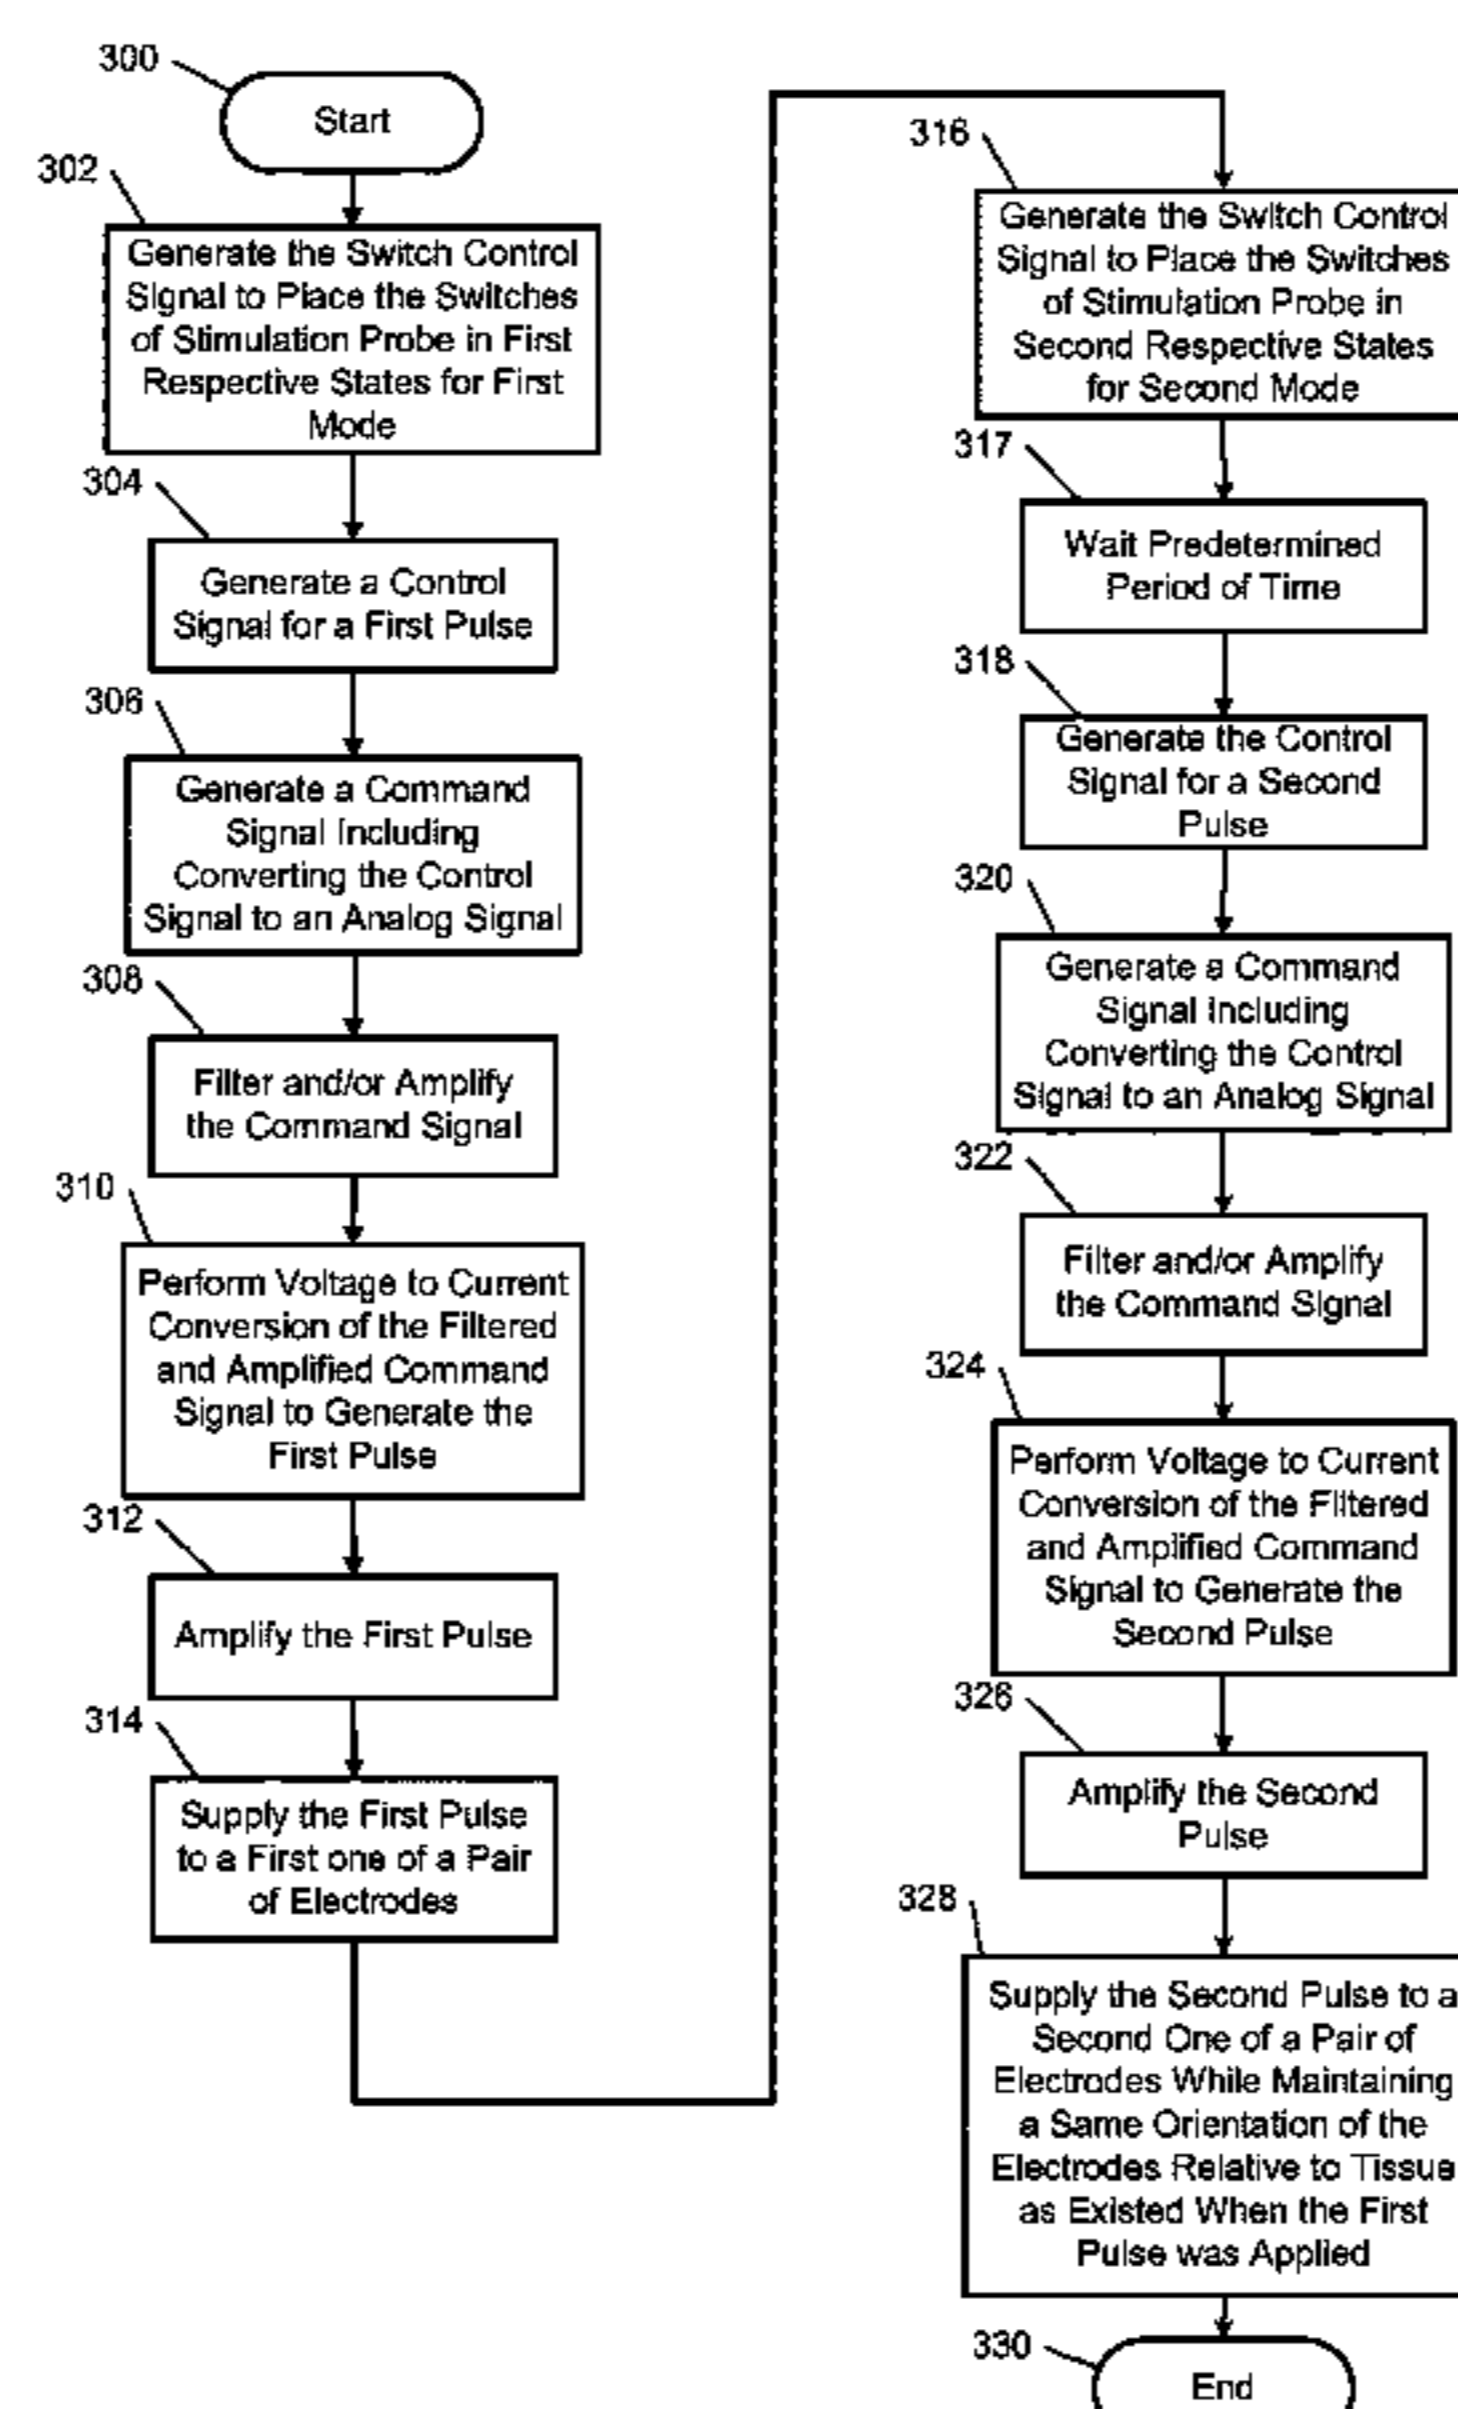 300
Start
302
Generate the Switch Control
Signal to Place the Switches
of Stimulation Probe in First
Respective States for First
Mode
304
Generate a Control
Signal for a First Pulse
306
Generate a Command
Signal Including
Converting the Control
Signal to an Analog Signal
308
Filter and/or Amplify
the Command Signal
310
Perform Voltage to Current
Conversion of the Filtered
and Amplified Command
Signal to Generate the
First Pulse
312
Amplify the First Pulse
314
Supply the First Pulse
to a First one of a Pair
of Electrodes
316
Generate the Switch Control
Signal to Place the Switches
of Stimulation Probe in
Second Respective States
for Second Mode
317
Wait Predetermined
Period of Time
318
Generate the Control
Signal for a Second
Pulse
320
Generate a Command
Signal Including
Converting the Control
Signal to an Analog Signal
322
Filter and/or Amplify
the Command Signal
324
Perform Voltage to Current
Conversion of the Filtered
and Amplified Command
Signal to Generate the
Second Pulse
326
Amplify the Second
Pulse
328
Supply the Second Pulse to a
Second One of a Pair of
Electrodes While Maintaining
a Same Orientation of the
Electrodes Relative to Tissue
as Existed When the First
Pulse was Applied
330
End